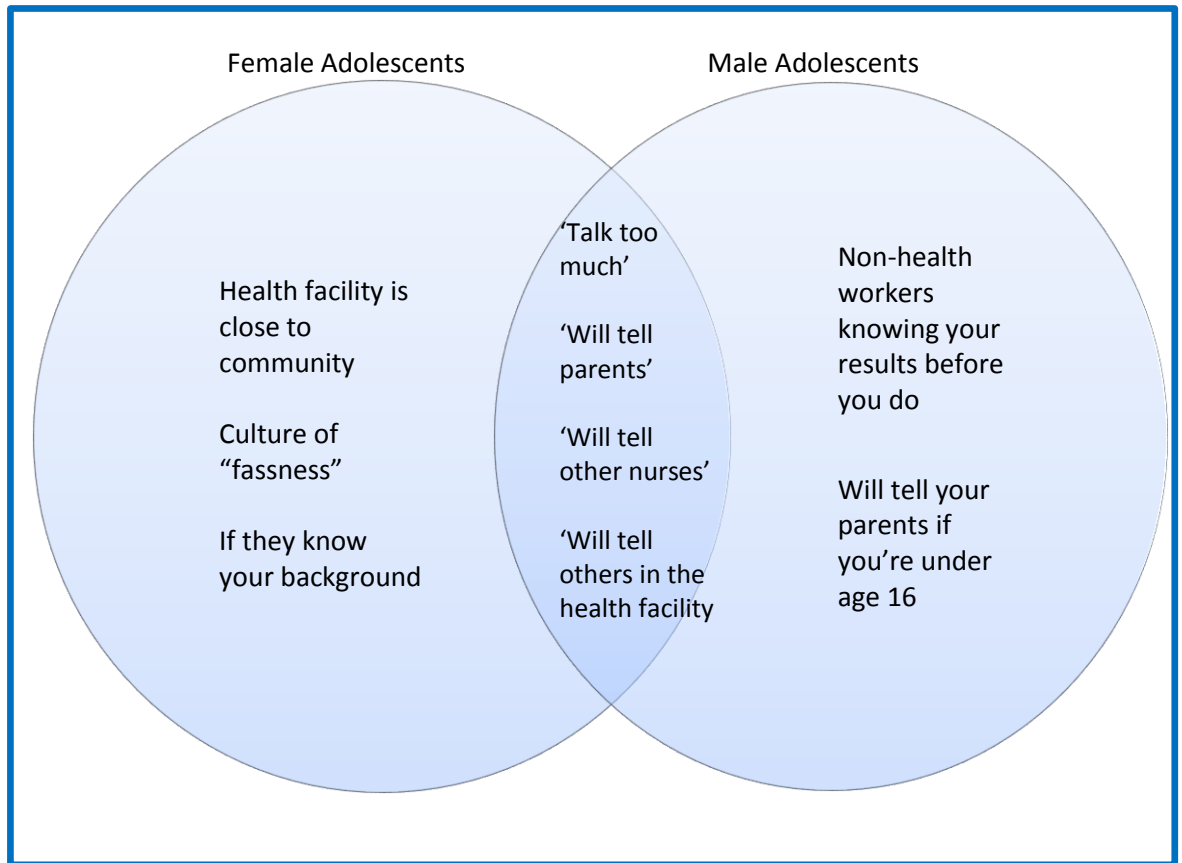 Female Adolescents
Male Adolescents
Health facility is
close to
community
Culture of
“fassness”
If they know
your background
‘Talk too
much’
‘Will tell
parents’
‘Will tell
other nurses’
‘Will tell
others in the
health facility
Non-health
workers
knowing your
results before
you do
Will tell your
parents if
you’re under
age 16